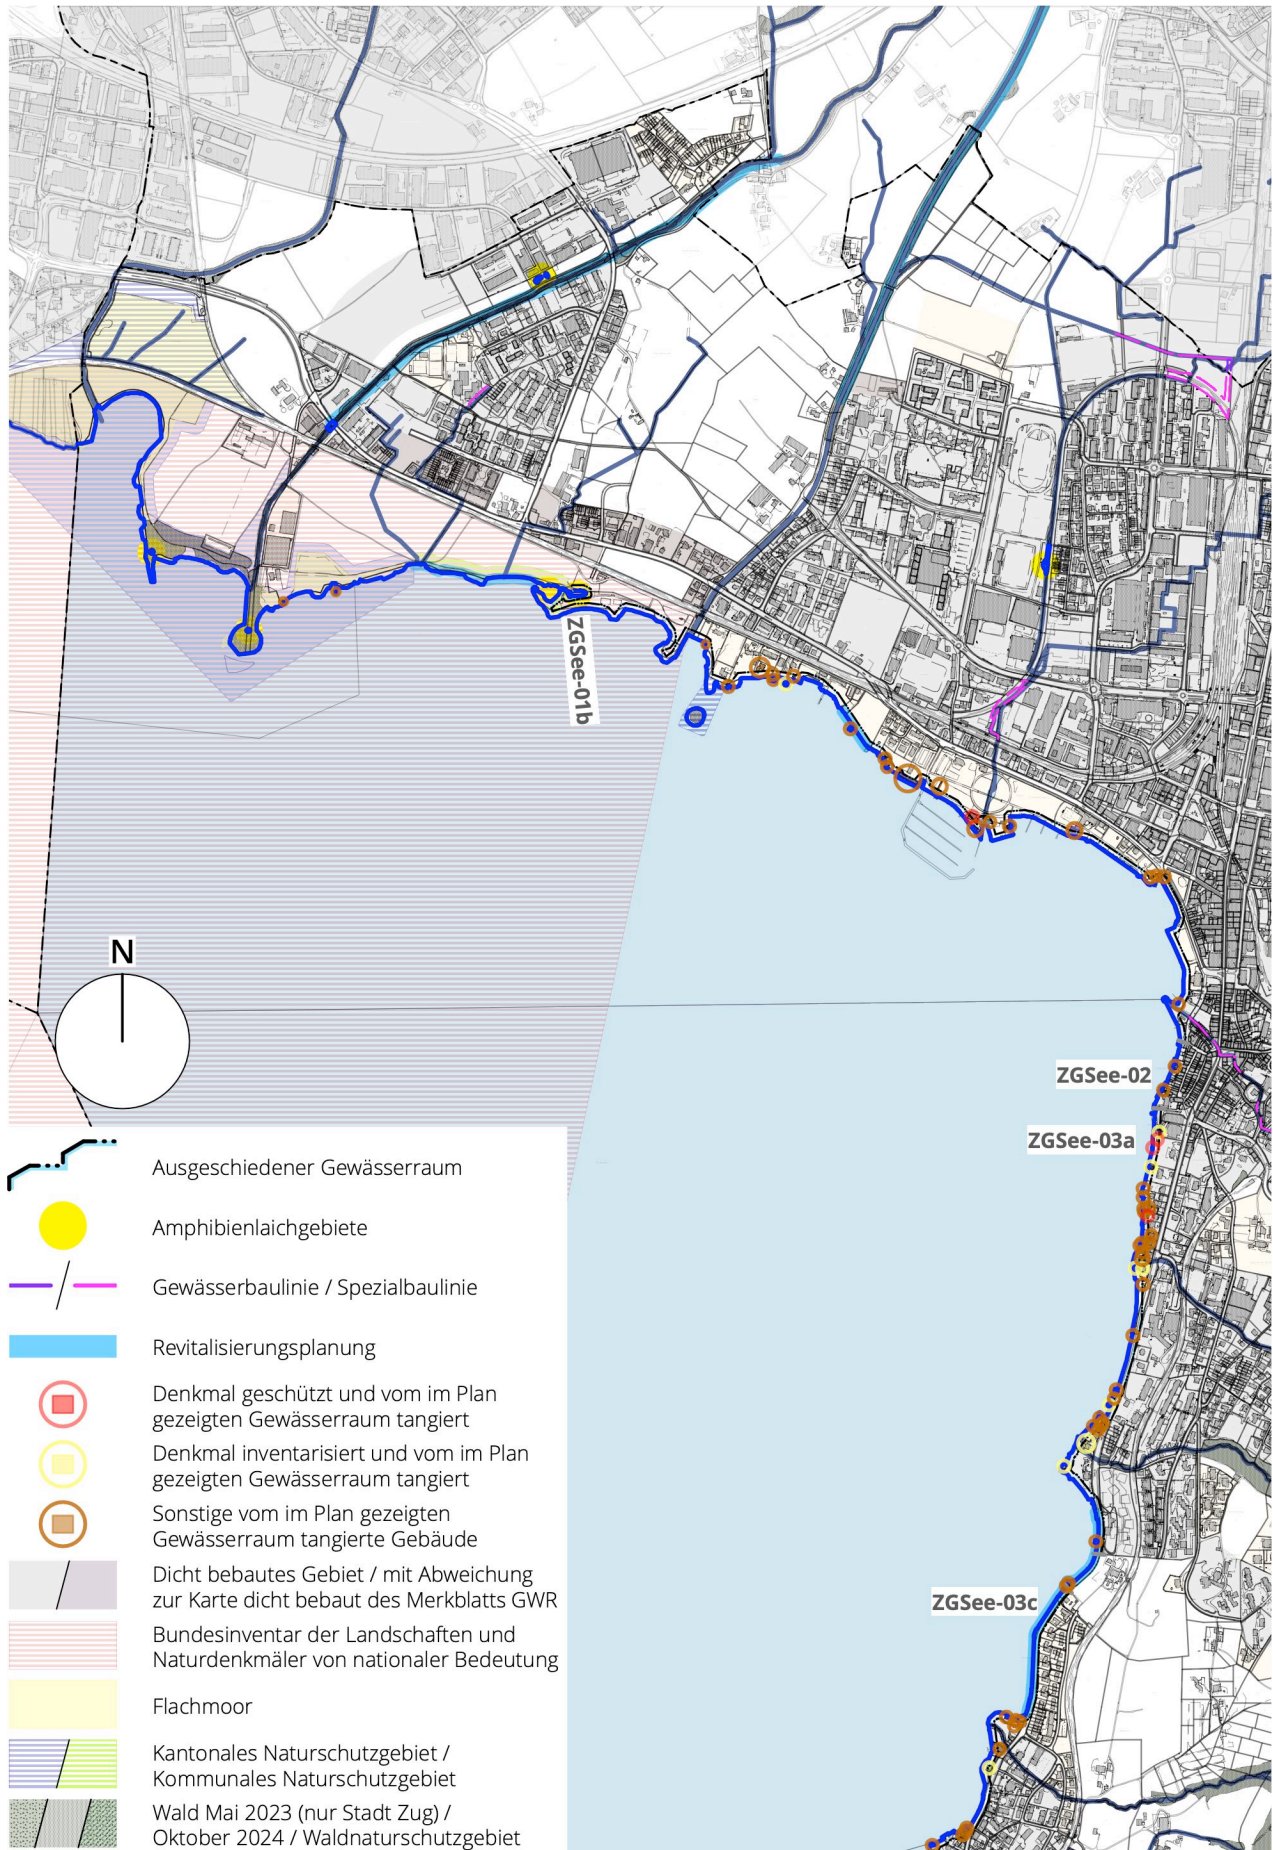 ZGSee-01b
N
ZGSee-02
ZGSee-03a
ZGSee-03c
Ausgeschiedener Gewässerraum
Amphibienlaichgebiete
Gewässerbaulinie / Spezialbaulinie
Revitalisierungsplanung
Denkmal geschützt und vom im Plan
gezeigten Gewässerraum tangiert
Denkmal inventarisiert und vom im Plan
gezeigten Gewässerraum tangiert
Sonstige vom im Plan gezeigten
Gewässerraum tangierte Gebäude
Dicht bebautes Gebiet / mit Abweichung
zur Karte dicht bebaut des Merkblatts GWR
Bundesinventar der Landschaften und
Naturdenkmäler von nationaler Bedeutung
Flachmoor
Kantonales Naturschutzgebiet /
Kommunales Naturschutzgebiet
Wald Mai 2023 (nur Stadt Zug) /
Oktober 2024 / Waldnaturschutzgebiet